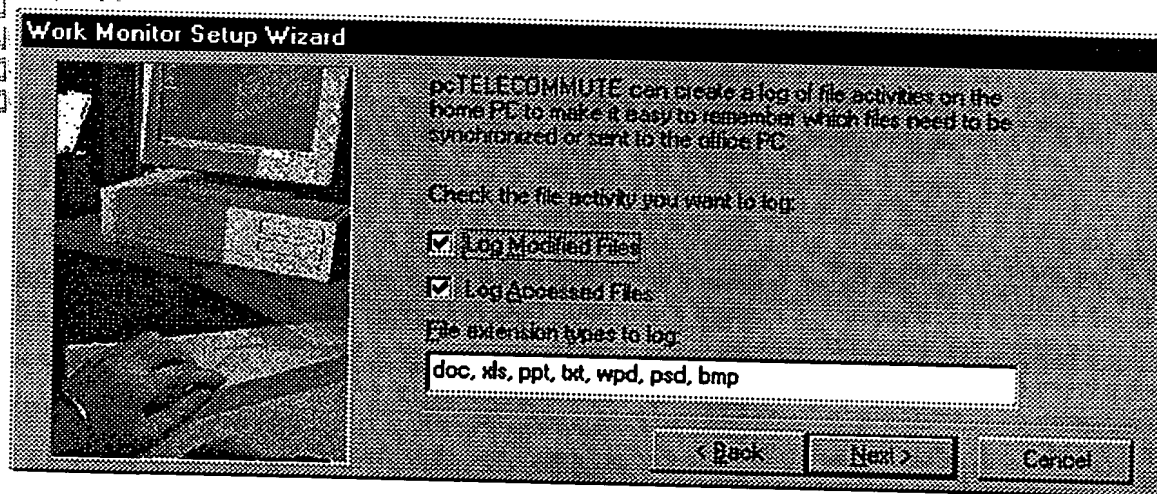 Work Monitor Setup Wizard
pcTELECOMMUTE can create a log of file activities on the
home PC to make it easy to remember which files need to be
synchronized or sent to the office PC.
Check the file activity you want to log:
Log Modified Files
Log Accessed Files
File extension types to log:
doc, xls, ppt, txt, wpd, psd, bmp
< Back Next > Cancel